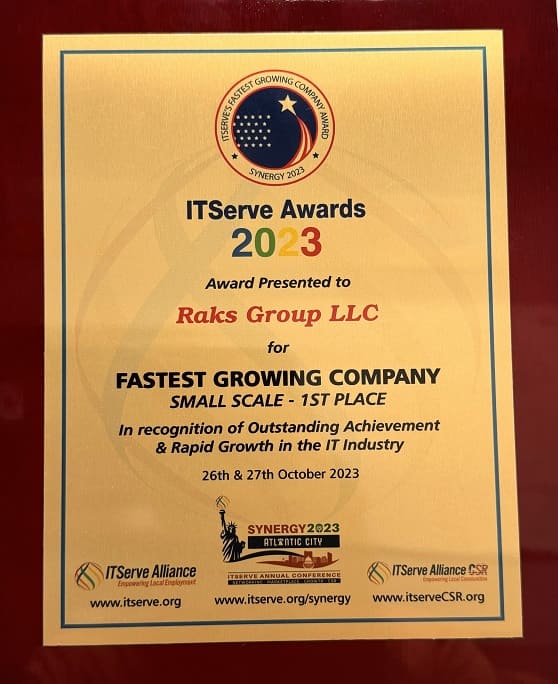 ITSERVE'S FASTEST GROWING COMPANY AWARD
SYNERGY 2023
ITServe Awards
2023
Award Presented to
Raks Group LLC
for
FASTEST GROWING COMPANY
SMALL SCALE - 1ST PLACE
In recognition of Outstanding Achievement
& Rapid Growth in the IT Industry
26th & 27th October 2023
SYNERGY2023
ATLANTIC CITY
ITSERVE ANNUAL CONFERENCE
ITServe Alliance
Empowering Local Employment
www.itserve.org
www.itserve.org/synergy
ITServe Alliance CSR
Empowering Local Communities
www.itserveCSR.org